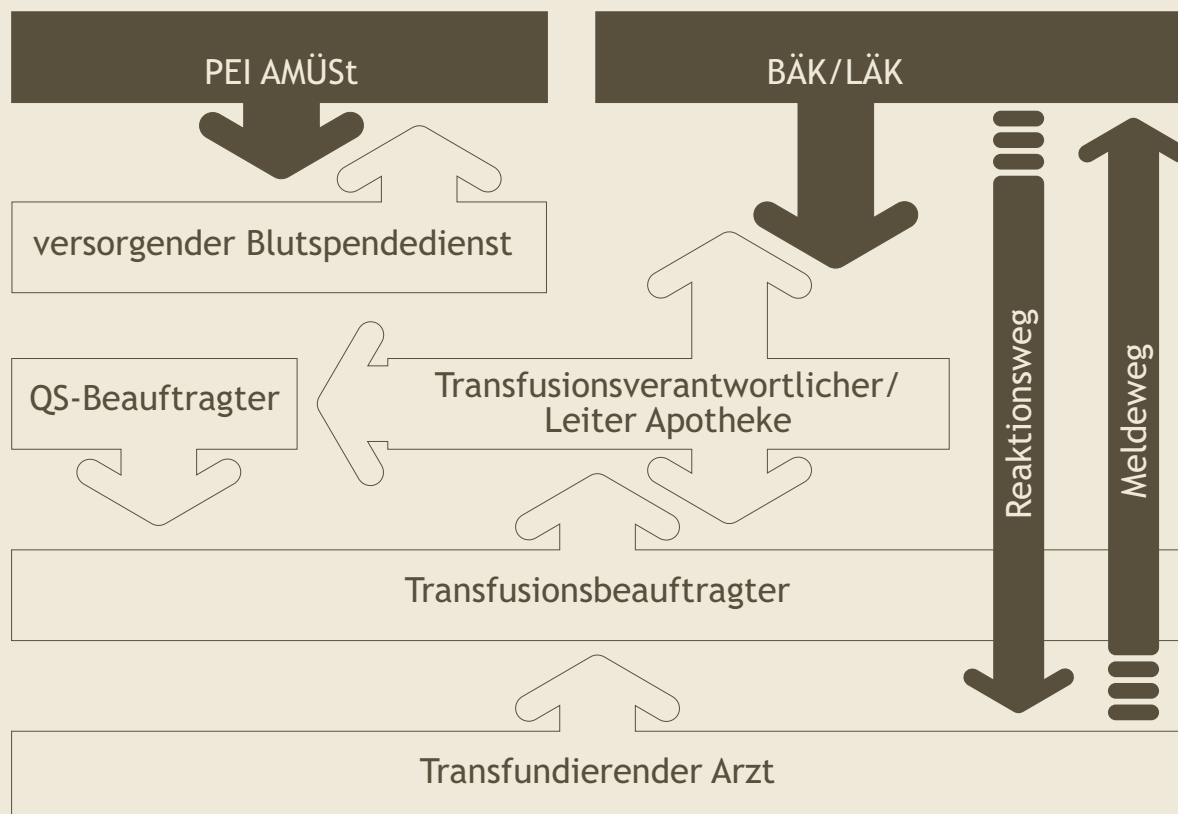 PEI AMÜSt
BÄK/LÄK
versorgender Blutspendedienst
QS-Beauftragter
Transfusionsverantwortlicher/
Leiter Apotheke
Reaktionsweg
Meldeweg
Transfusionsbeauftragter
Transfundierender Arzt